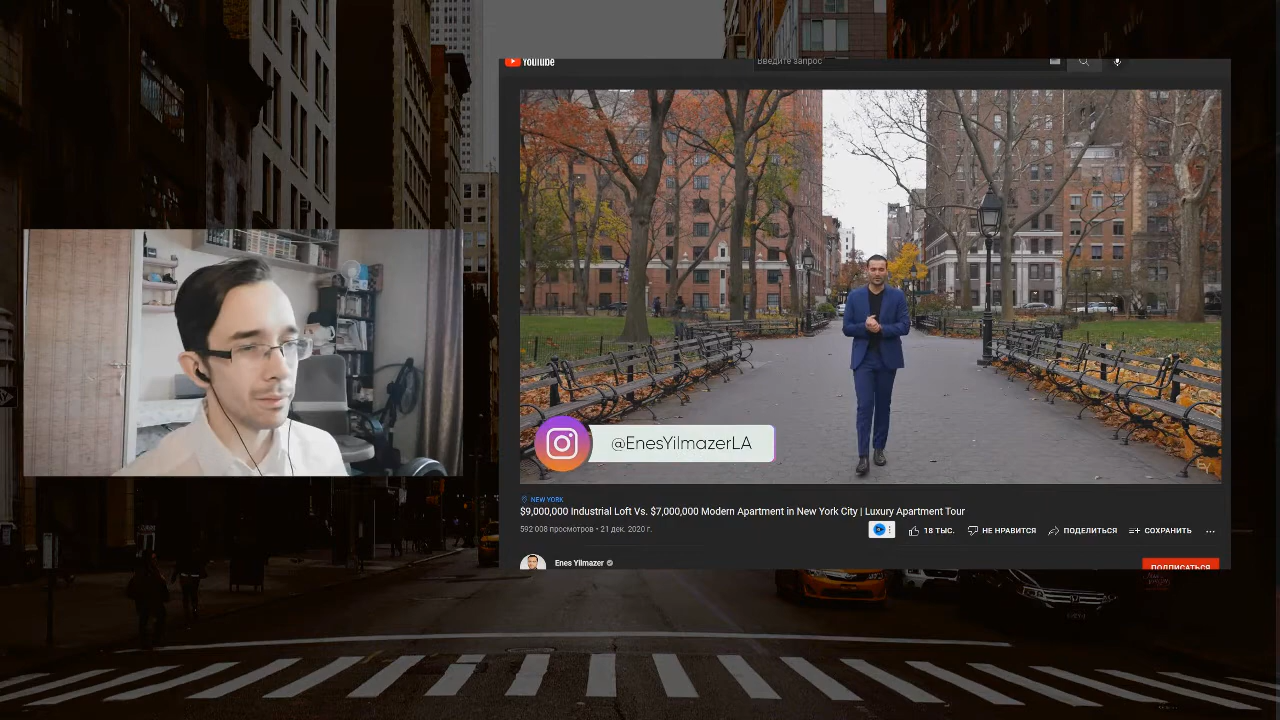 YouTube
Введите запрос
@EnesYilmazerLA
NEW YORK
$9,000,000 Industrial Loft Vs. $7,000,000 Modern Apartment in New York City | Luxury Apartment Tour
592 008 просмотров • 21 дек. 2020 г.
18 ТЫС.
НЕ НРАВИТСЯ
ПОДЕЛИТЬСЯ
СОХРАНИТЬ
Enes Yilmazer
ПОДПИСАТЬСЯ